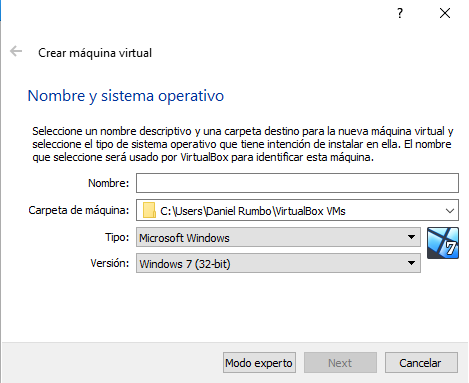 ?
Crear máquina virtual
Nombre y sistema operativo
Seleccione un nombre descriptivo y una carpeta destino para la nueva máquina virtual y
seleccione el tipo de sistema operativo que tiene intención de instalar en ella. El nombre
que seleccione será usado por VirtualBox para identificar esta máquina.
Nombre:
Carpeta de máquina: C:\Users\Daniel Rumbo\VirtualBox VMs
Tipo: Microsoft Windows
Versión: Windows 7 (32-bit)
7
Modo experto Next Cancelar